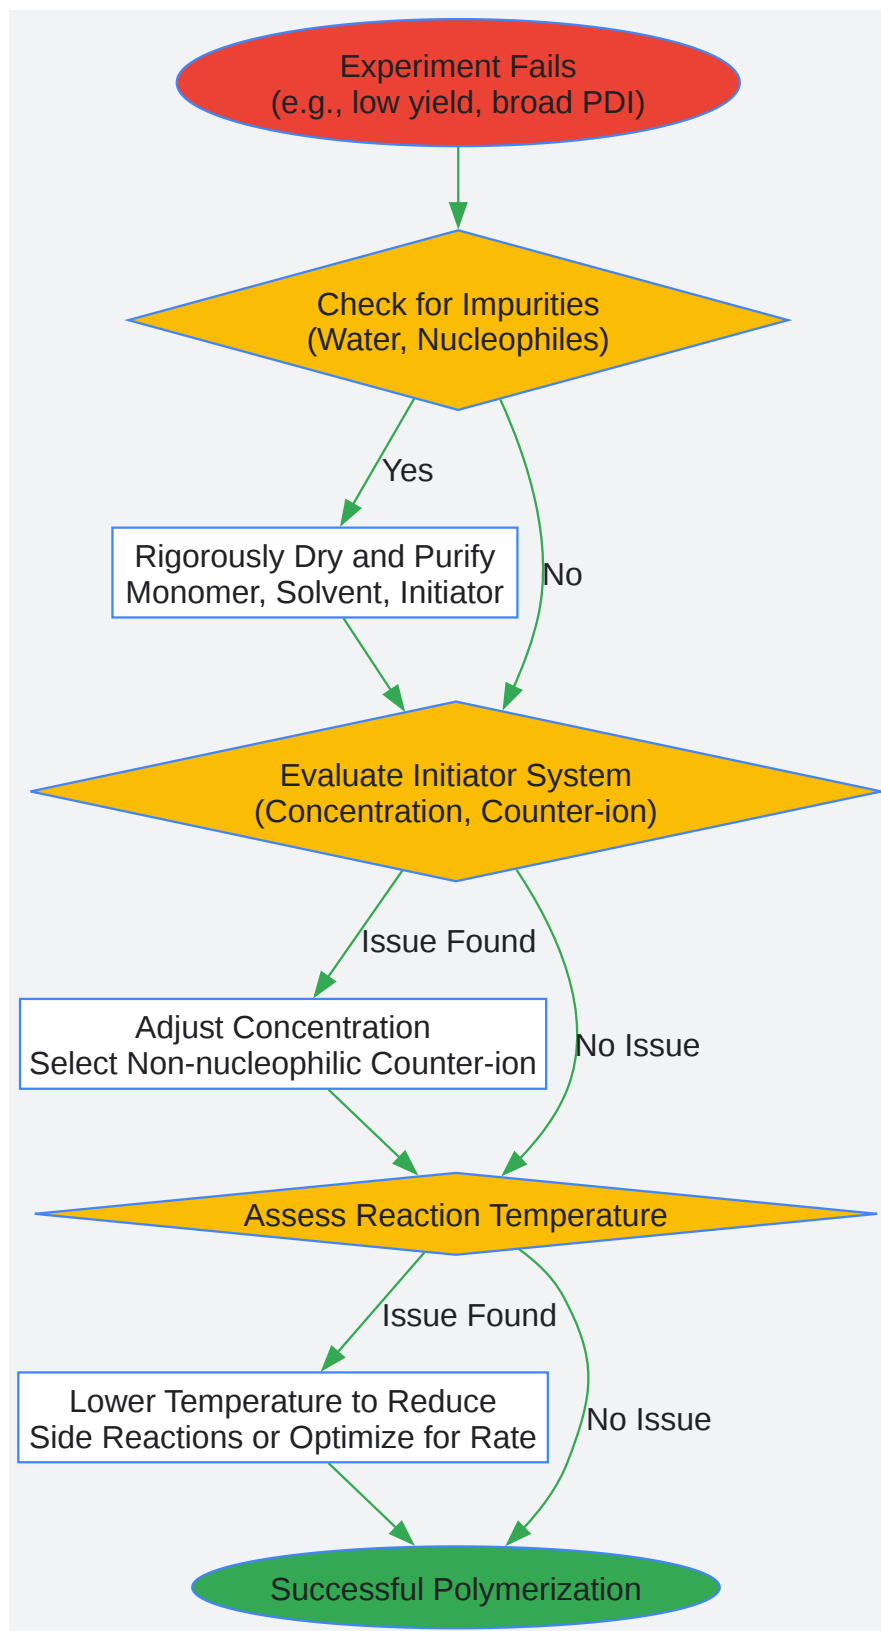 Experiment Fails
(e.g., low yield, broad PDI)
Check for Impurities
(Water, Nucleophiles)
Yes
Rigorously Dry and Purify
Monomer, Solvent, Initiator
No
Evaluate Initiator System
(Concentration, Counter-ion)
Issue Found
Adjust Concentration
Select Non-nucleophilic Counter-ion
No Issue
Assess Reaction Temperature
Issue Found
Lower Temperature to Reduce
Side Reactions or Optimize for Rate
No Issue
Successful Polymerization